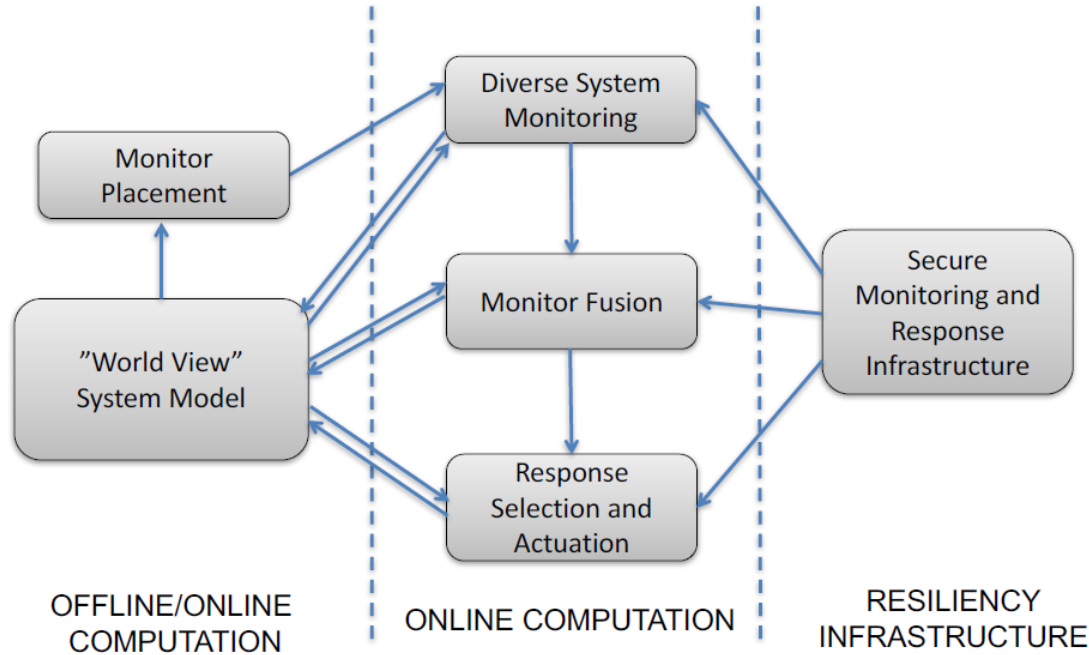 Diverse System
Monitoring
Monitor
Placement
Secure
Monitoring and
Response
Infrastructure
Monitor Fusion
”World View”
System Model
Response
Selection and
Actuation
OFFLINE/ONLINE
COMPUTATION
ONLINE COMPUTATION
RESILIENCY
INFRASTRUCTURE